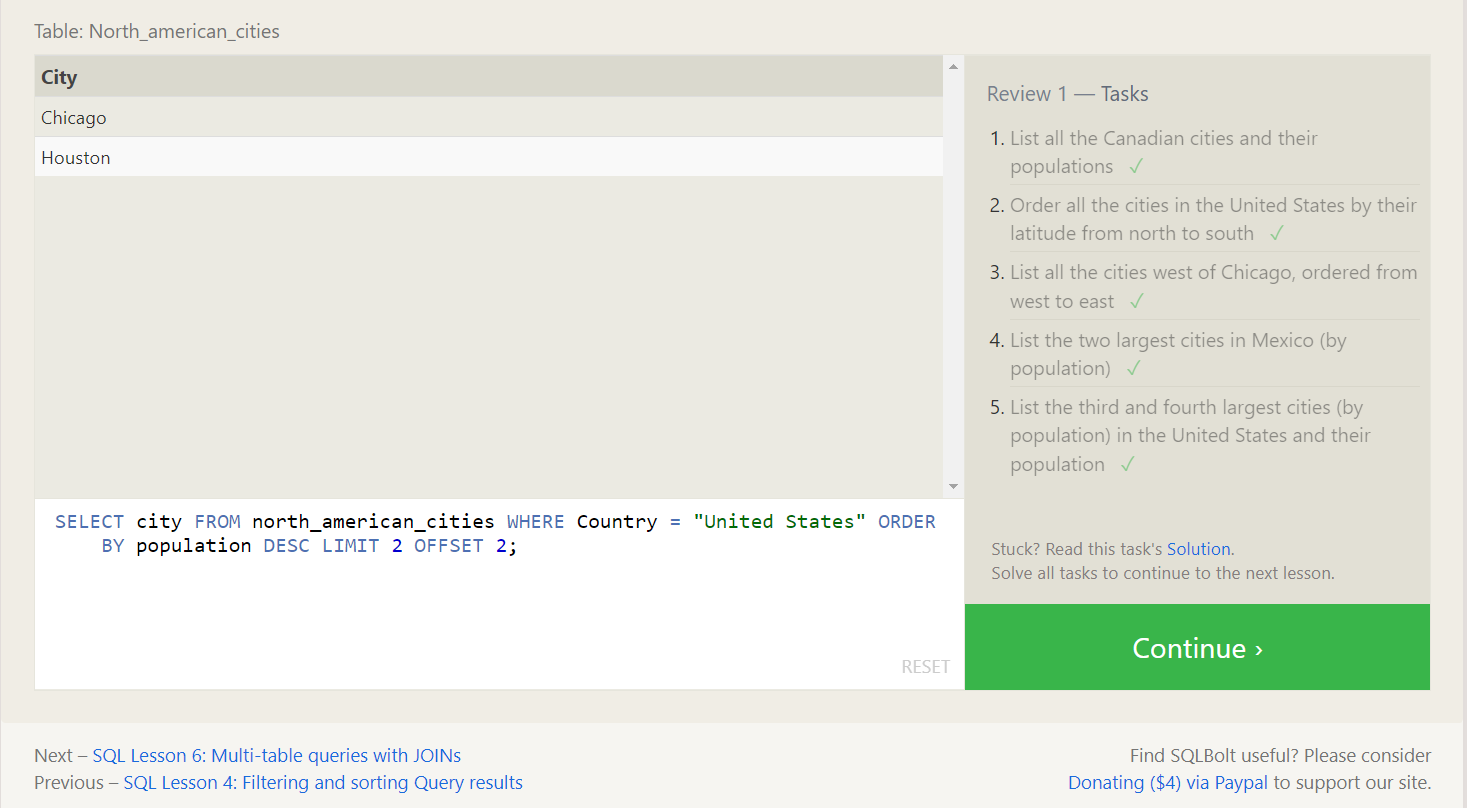 Table: North_american_cities
City
Chicago
Houston
SELECT city FROM north_american_cities WHERE Country = "United States" ORDER
BY population DESC LIMIT 2 OFFSET 2;
RESET
Review 1 — Tasks
1. List all the Canadian cities and their
populations ✓
2. Order all the cities in the United States by their
latitude from north to south ✓
3. List all the cities west of Chicago, ordered from
west to east ✓
4. List the two largest cities in Mexico (by
population) ✓
5. List the third and fourth largest cities (by
population) in the United States and their
population ✓
Stuck? Read this task's Solution.
Solve all tasks to continue to the next lesson.
Continue ›
Next – SQL Lesson 6: Multi-table queries with JOINs
Previous – SQL Lesson 4: Filtering and sorting Query results
Find SQLBolt useful? Please consider
Donating ($4) via Paypal to support our site.